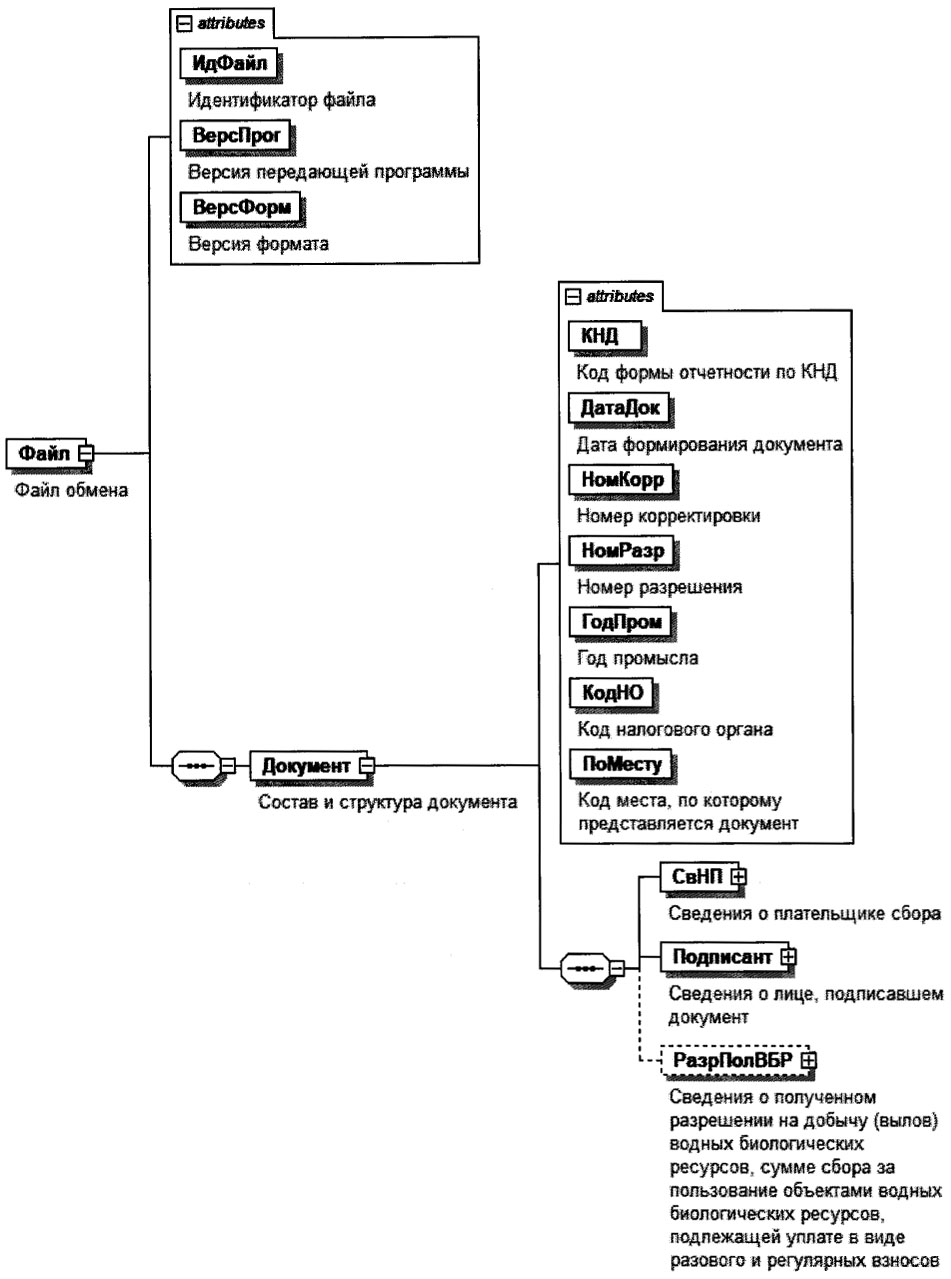 attributes
ИдФайл
Идентификатор файла
ВерсПрог
Версия передающей программы
ВерсФорм
Версия формата
Файл
Файл обмена
Документ
Состав и структура документа
attributes
КНД
Код формы отчетности по КНД
ДатаДок
Дата формирования документа
НомКорр
Номер корректировки
НомРазр
Номер разрешения
ГодПром
Год промысла
КодНО
Код налогового органа
ПоМесту
Код места, по которому
представляется документ
СвНП
Сведения о плательщике сбора
Подписант
Сведения о лице, подписавшем
документ
РазрПолВБР
Сведения о полученном
разрешении на добычу (вылов)
водных биологических
ресурсов, сумме сбора за
пользование объектами водных
биологических ресурсов,
подлежащей уплате в виде
разового и регулярных взносов